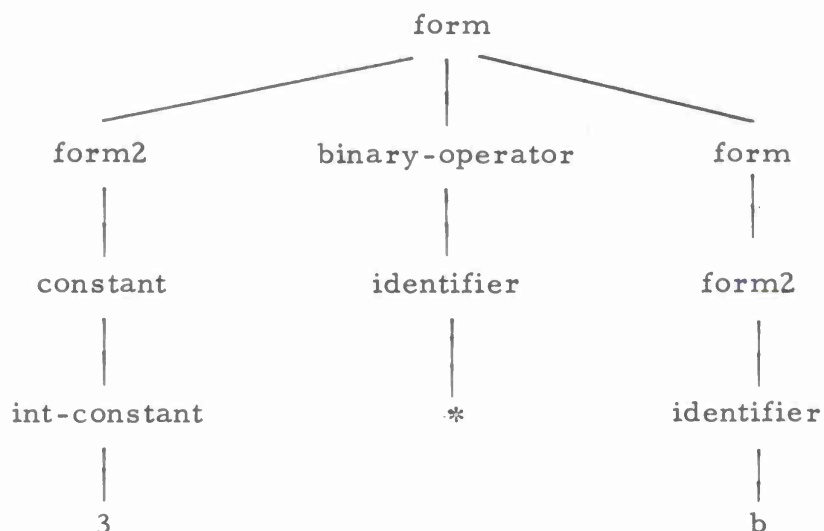 form
form2 binary-operator form
constant identifier form2
int-constant * identifier
3 b